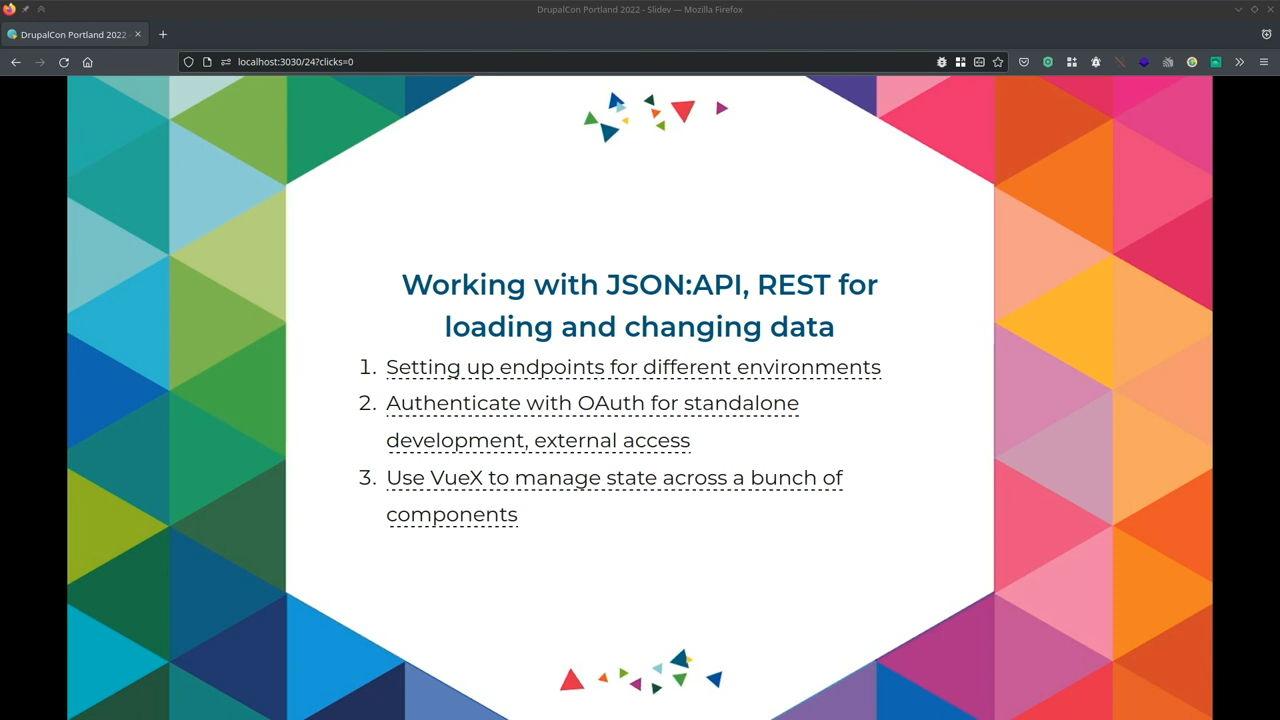 DrupalCon Portland 2022 - Slidev — Mozilla Firefox
DrupalCon Portland 2022 -
localhost:3030/24?clicks=0
Working with JSON:API, REST for
loading and changing data
1. Setting up endpoints for different environments
2. Authenticate with OAuth for standalone
development, external access
3. Use VueX to manage state across a bunch of
components